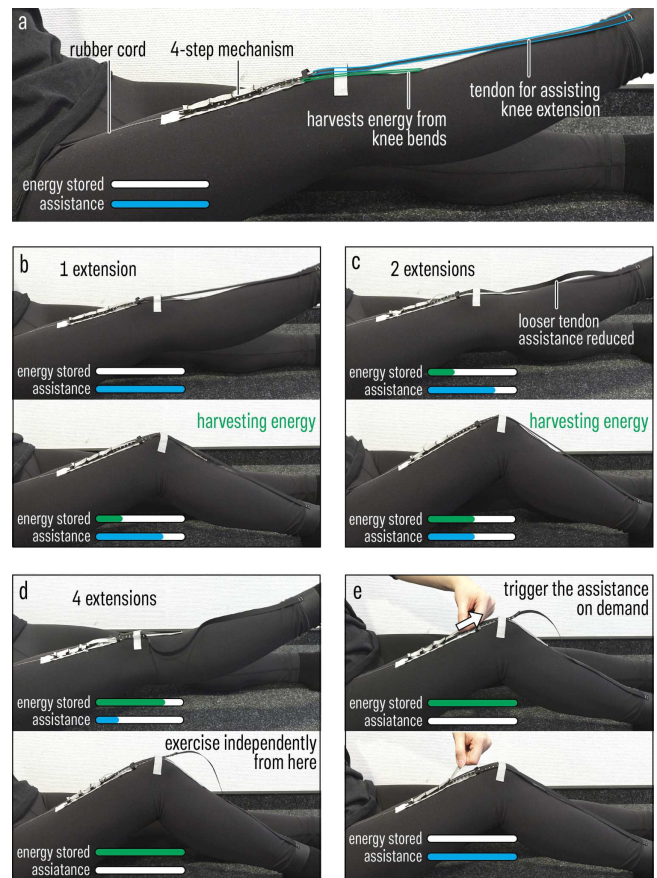 a
rubber cord
4-step mechanism
tendon for assisting
knee extension
harvests energy from
knee bends
energy stored
assistance
b
1 extension
energy stored
assistance
harvesting energy
energy stored
assistance
c
2 extensions
looser tendon
assistance reduced
energy stored
assistance
harvesting energy
energy stored
assistance
d
4 extensions
energy stored
assistance
exercise independently
from here
energy stored
assiatance
e
trigger the assistance
on demand
energy stored
assiatance
energy stored
assistance